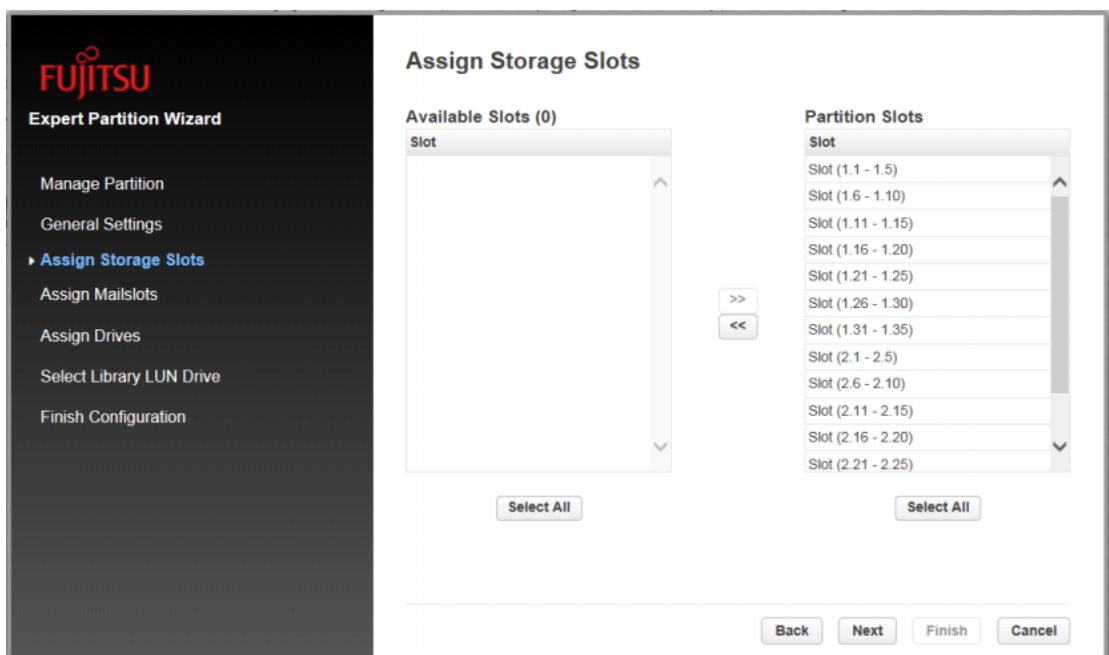 FUJITSU
Expert Partition Wizard
Manage Partition
General Settings
Assign Storage Slots
Assign Mailslots
Assign Drives
Select Library LUN Drive
Finish Configuration
Assign Storage Slots
Available Slots (0)
Slot
Select All
>>
<<
Partition Slots
Slot
Slot (1.1 - 1.5)
Slot (1.6 - 1.10)
Slot (1.11 - 1.15)
Slot (1.16 - 1.20)
Slot (1.21 - 1.25)
Slot (1.26 - 1.30)
Slot (1.31 - 1.35)
Slot (2.1 - 2.5)
Slot (2.6 - 2.10)
Slot (2.11 - 2.15)
Slot (2.16 - 2.20)
Slot (2.21 - 2.25)
Select All
Back Next Finish Cancel